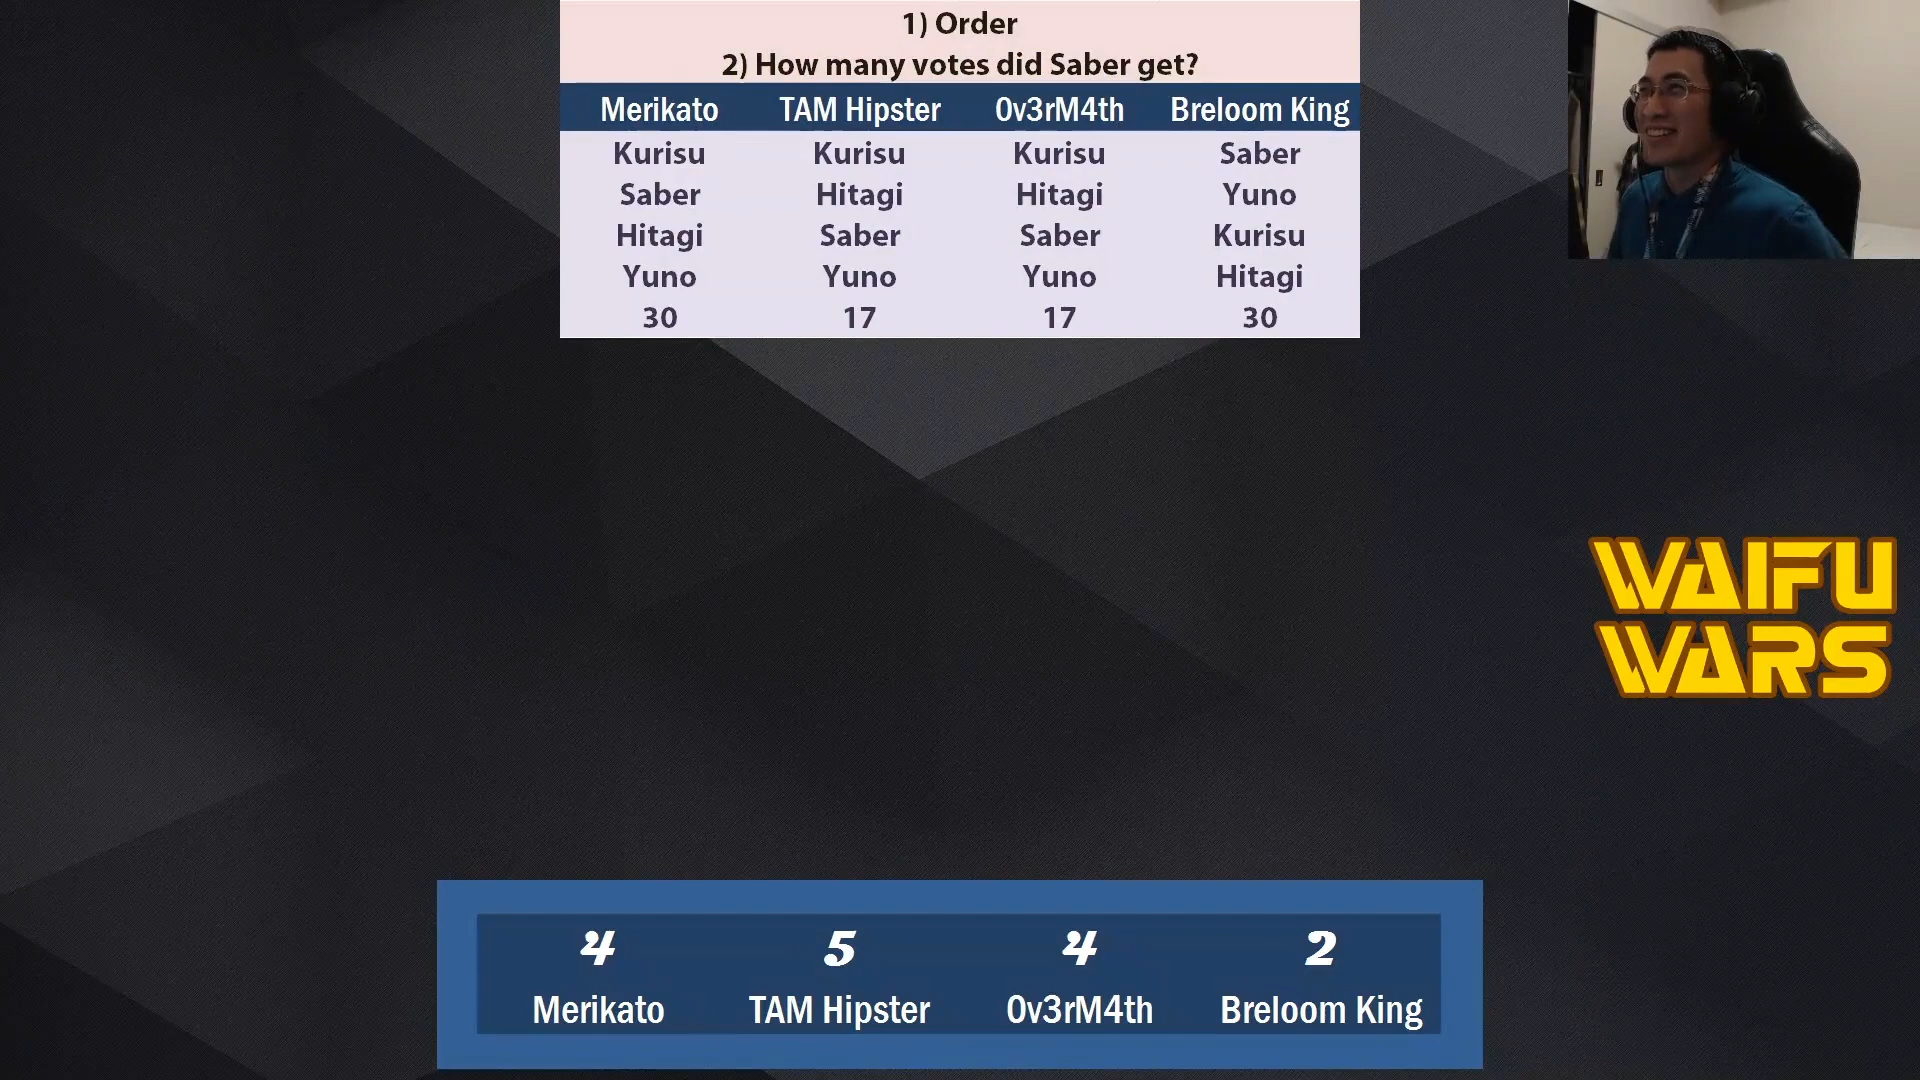 1) Order
2) How many votes did Saber get?
Merikato TAM Hipster 0v3rM4th Breloom King
Kurisu Kurisu Kurisu Saber
Saber Hitagi Hitagi Yuno
Hitagi Saber Saber Kurisu
Yuno Yuno Yuno Hitagi
30 17 17 30
WAIFU
WARS
4 5 4 2
Merikato TAM Hipster 0v3rM4th Breloom King